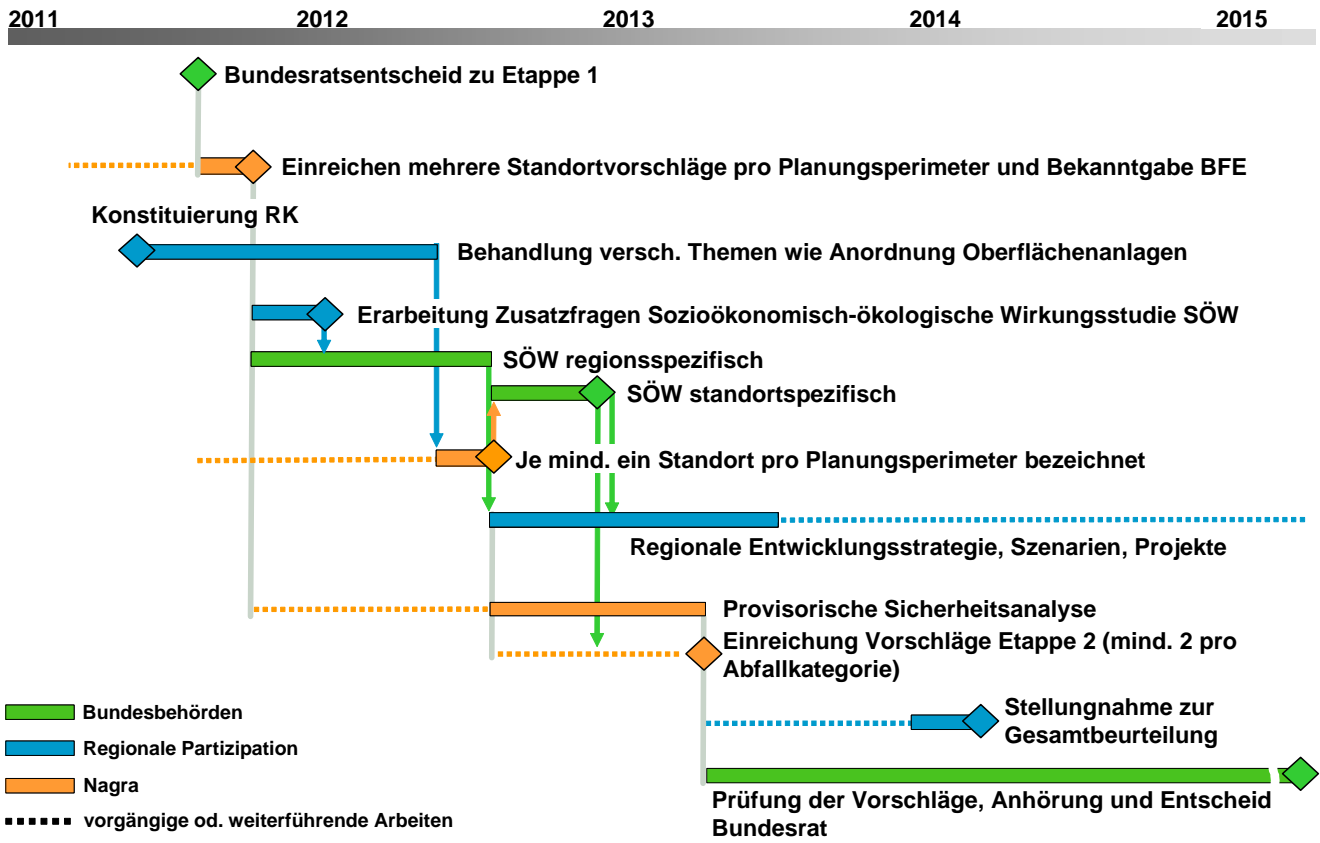 2011 2012 2013 2014 2015
Bundesratsentscheid zu Etappe 1
Einreichen mehrere Standortvorschläge pro Planungsperimeter und Bekanntgabe BFE
Konstituierung RK
Behandlung versch. Themen wie Anordnung Oberflächenanlagen
Erarbeitung Zusatzfragen Sozioökonomisch-ökologische Wirkungsstudie SÖW
SÖW regionsspezifisch
SÖW standortspezifisch
Je mind. ein Standort pro Planungsperimeter bezeichnet
Regionale Entwicklungsstrategie, Szenarien, Projekte
Provisorische Sicherheitsanalyse
Einreichung Vorschläge Etappe 2 (mind. 2 pro
Abfallkategorie)
Stellungnahme zur
Gesamtbeurteilung
Prüfung der Vorschläge, Anhörung und Entscheid
Bundesrat
Bundesbehörden
Regionale Partizipation
Nagra
vorgängige od. weiterführende Arbeiten